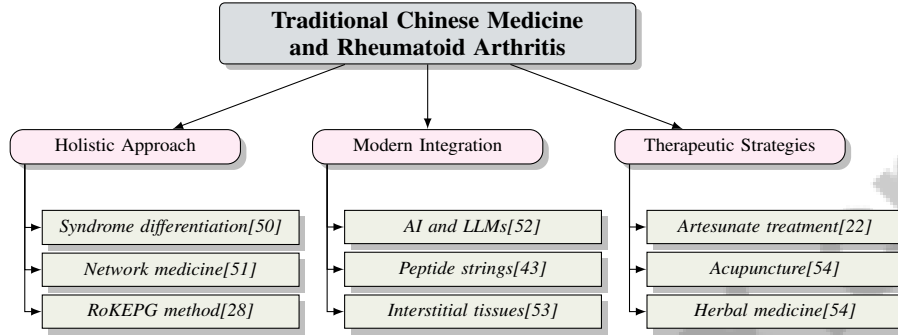 Traditional Chinese Medicine
and Rheumatoid Arthritis
Holistic Approach
Modern Integration
Therapeutic Strategies
Syndrome differentiation[50]
AI and LLMs[52]
Artesunate treatment[22]
Network medicine[51]
Peptide strings[43]
Acupuncture[54]
RoKEPG method[28]
Interstitial tissues[53]
Herbal medicine[54]